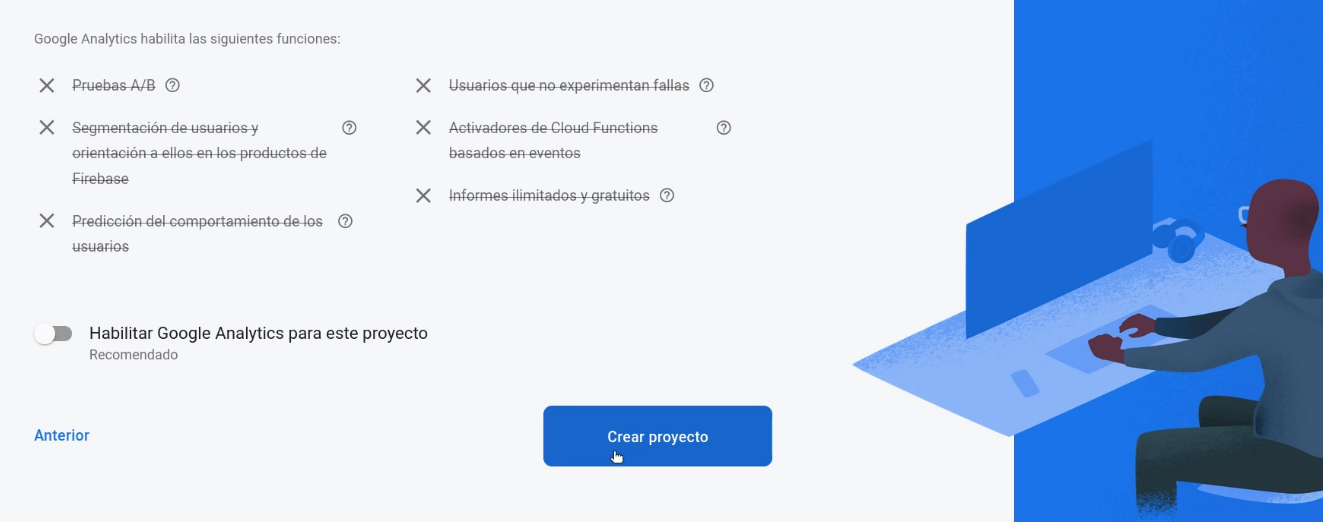 Google Analytics habilita las siguientes funciones:
Pruebas A/B
Segmentación de usuarios y
orientación a ellos en los productos de
Firebase
Predicción del comportamiento de los
usuarios
Usuarios que no experimentan fallas
Activadores de Cloud Functions
basados en eventos
Informes ilimitados y gratuitos
Habilitar Google Analytics para este proyecto
Recomendado
Anterior
Crear proyecto